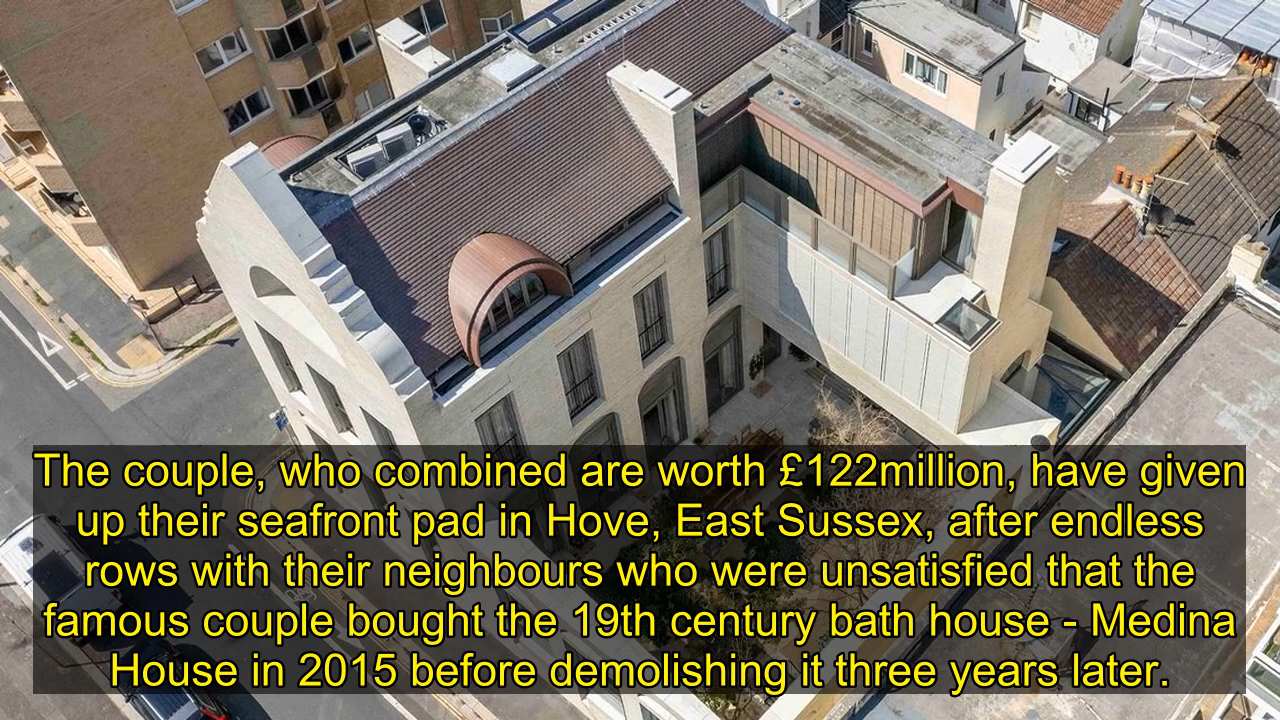 The couple, who combined are worth £122million, have given
up their seafront pad in Hove, East Sussex, after endless
rows with their neighbours who were unsatisfied that the
famous couple bought the 19th century bath house - Medina
House in 2015 before demolishing it three years later.